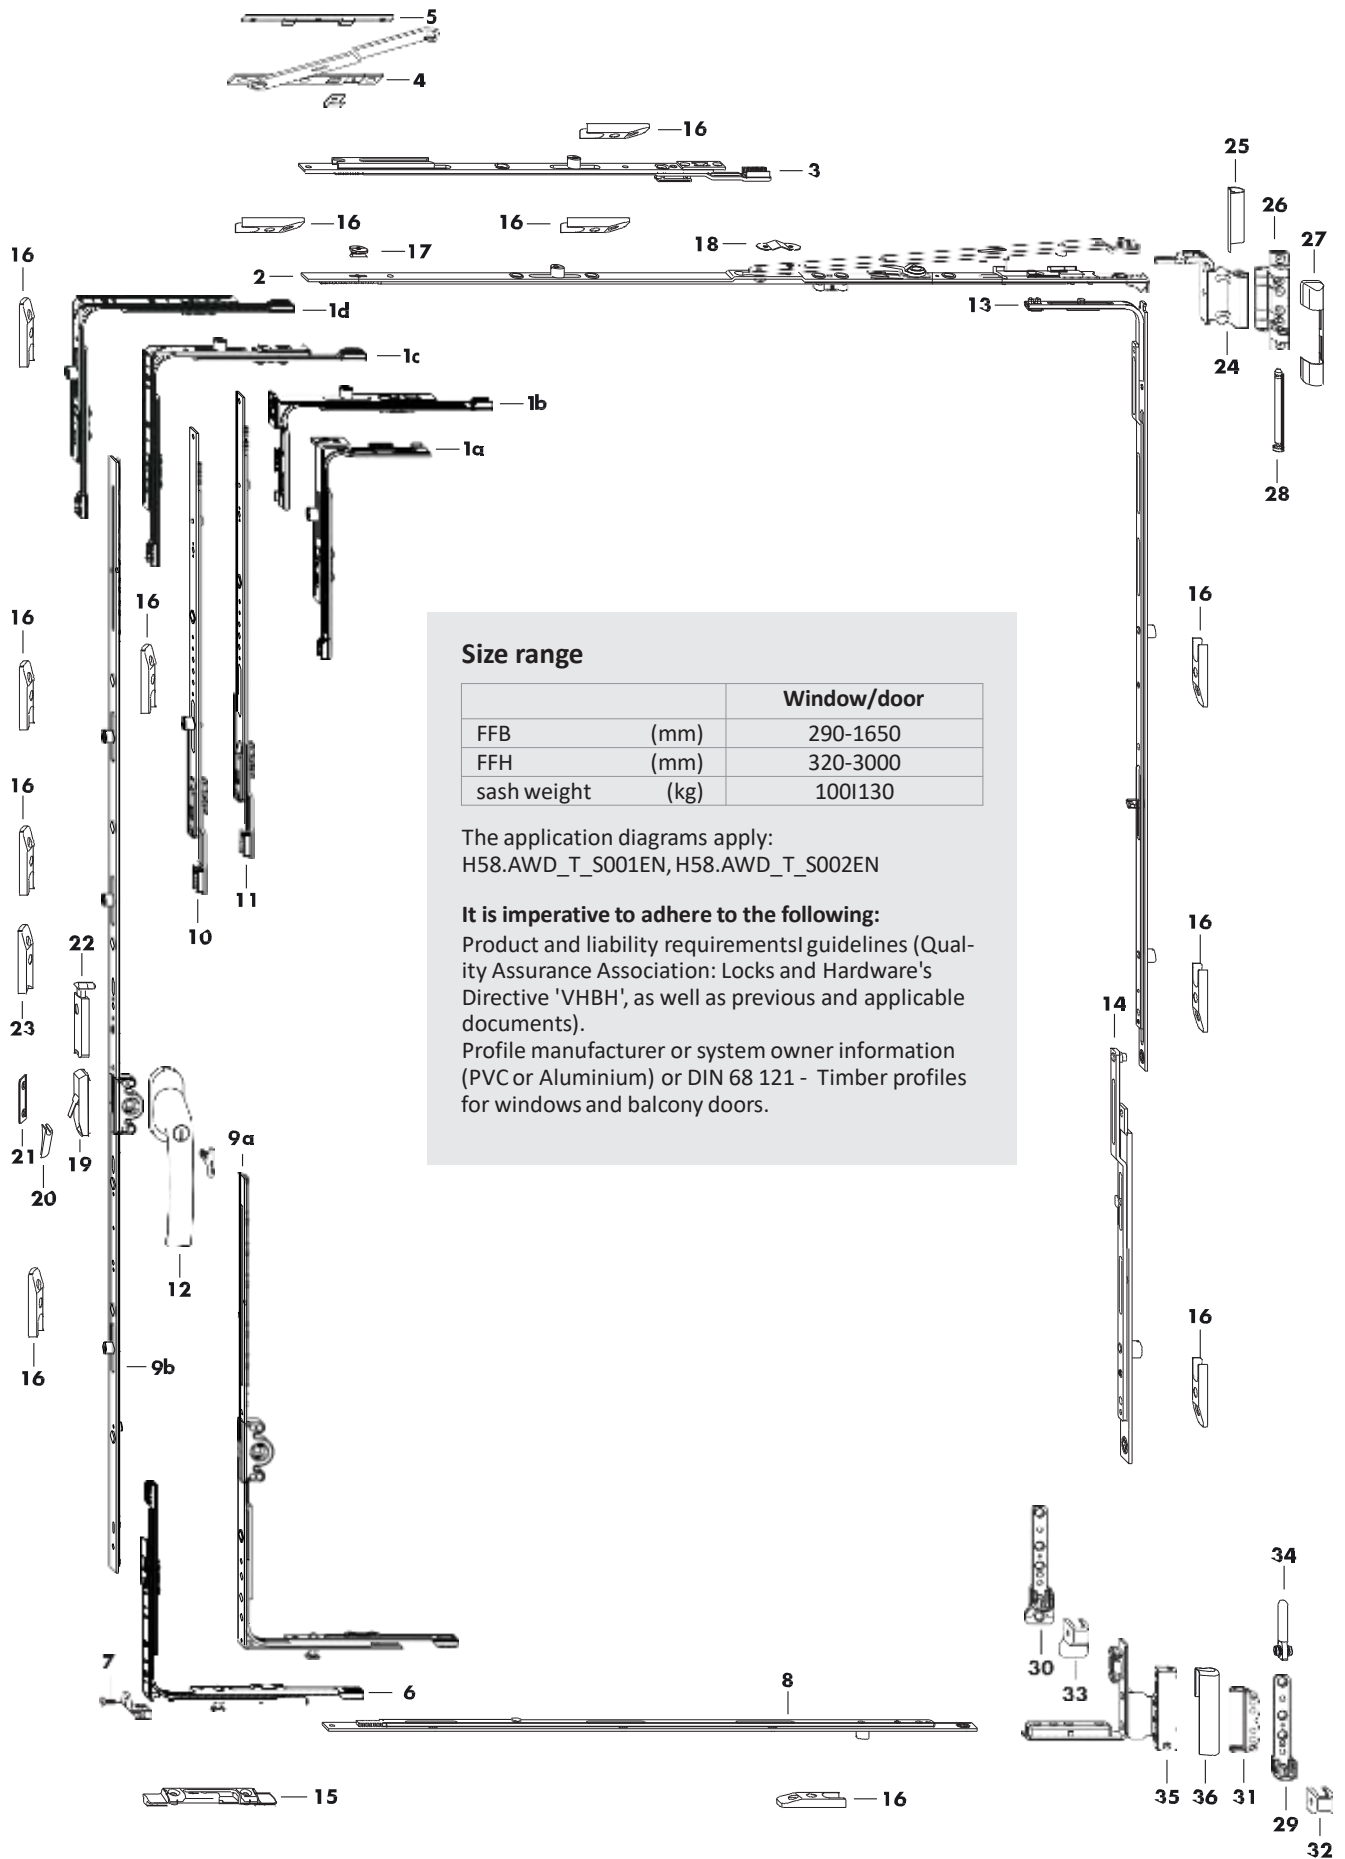 5
4
16
3
25
26
27
16
16
16
17
18
2
13
1d
1c
1b
1a
24
28
16
16
16
16
Size range
Window/door
FFB (mm) 290-1650
FFH (mm) 320-3000
sash weight (kg) 100I130
The application diagrams apply:
H58.AWD_T_S001EN, H58.AWD_T_S002EN
It is imperative to adhere to the following:
Product and liability requirementsI guidelines (Qual-
ity Assurance Association: Locks and Hardware's
Directive 'VHBH', as well as previous and applicable
documents).
Profile manufacturer or system owner information
(PVC or Aluminium) or DIN 68 121 - Timber profiles
for windows and balcony doors.
11
10
22
23
16
14
21
19
20
9a
12
16
16
9b
34
30
33
7
6
8
15
16
35
36
31
29
32